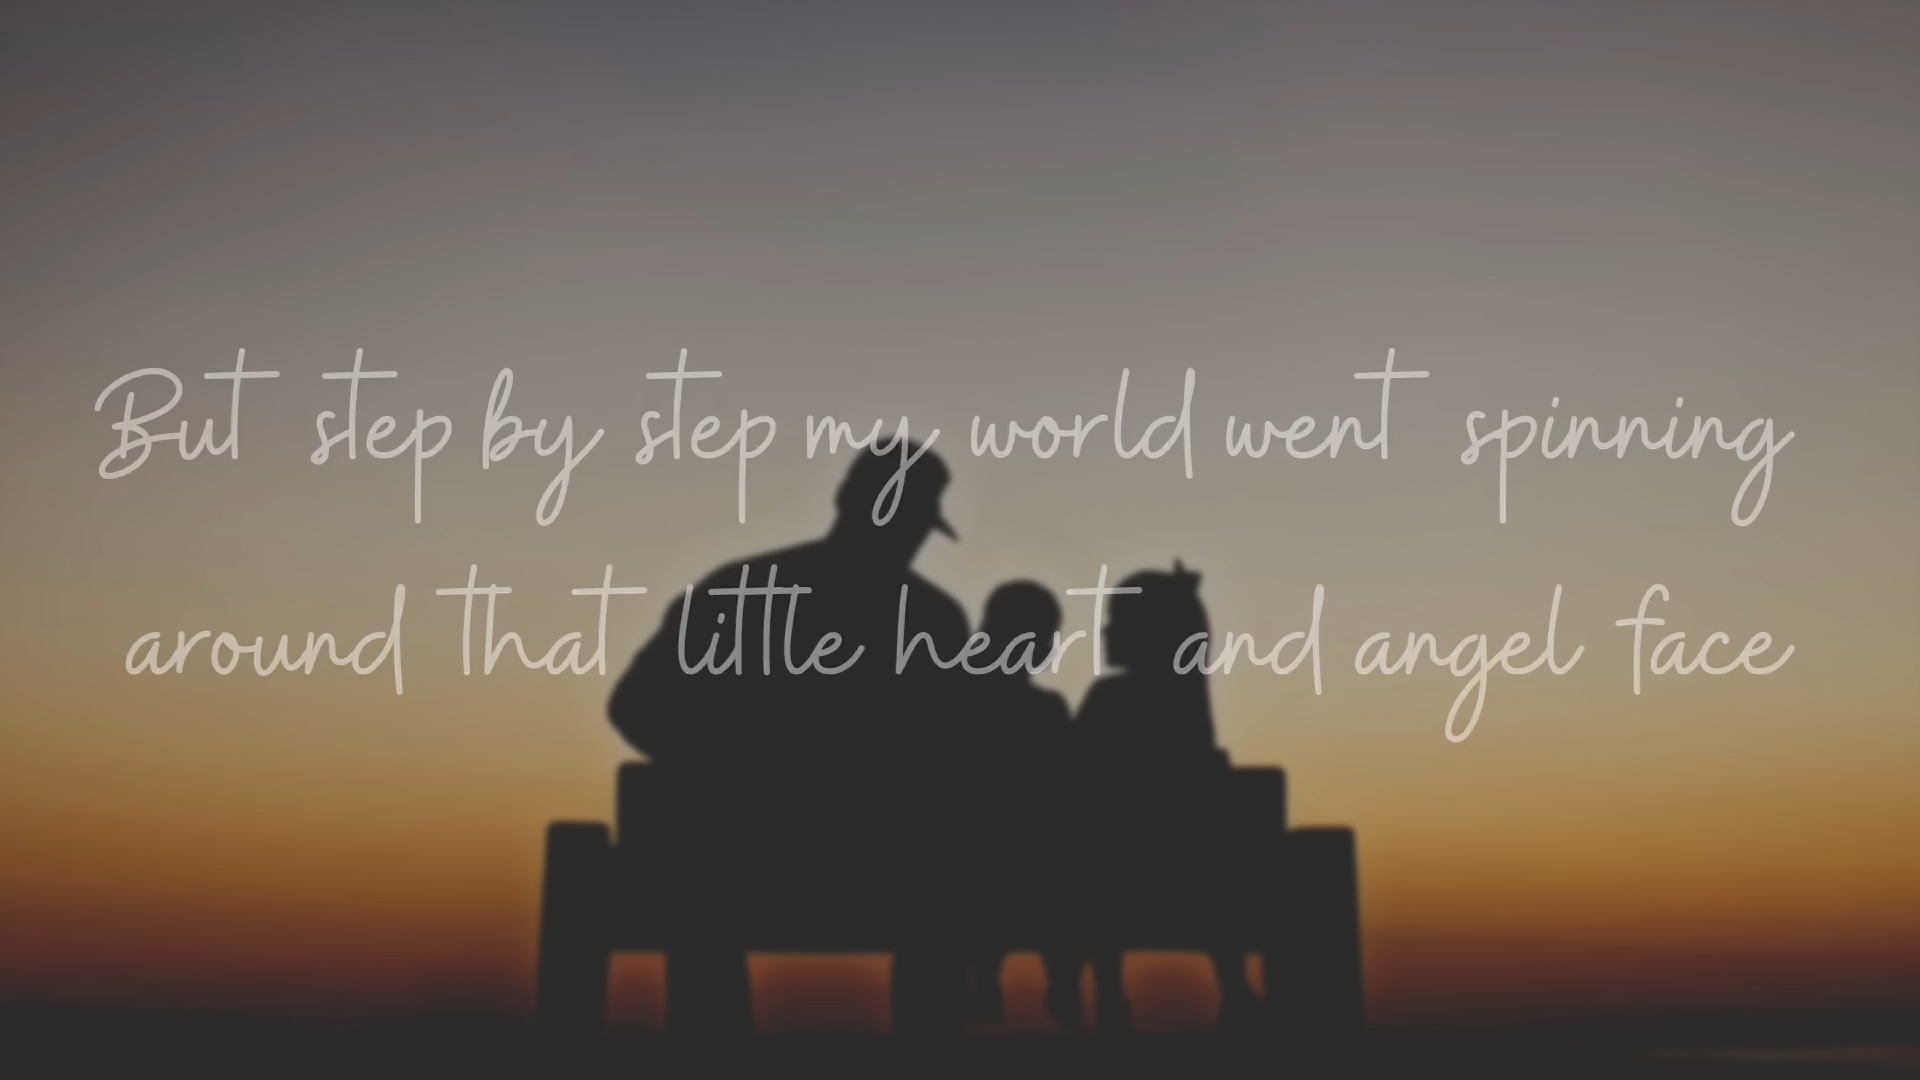 But step by step my world went spinning
around that little heart and angel face